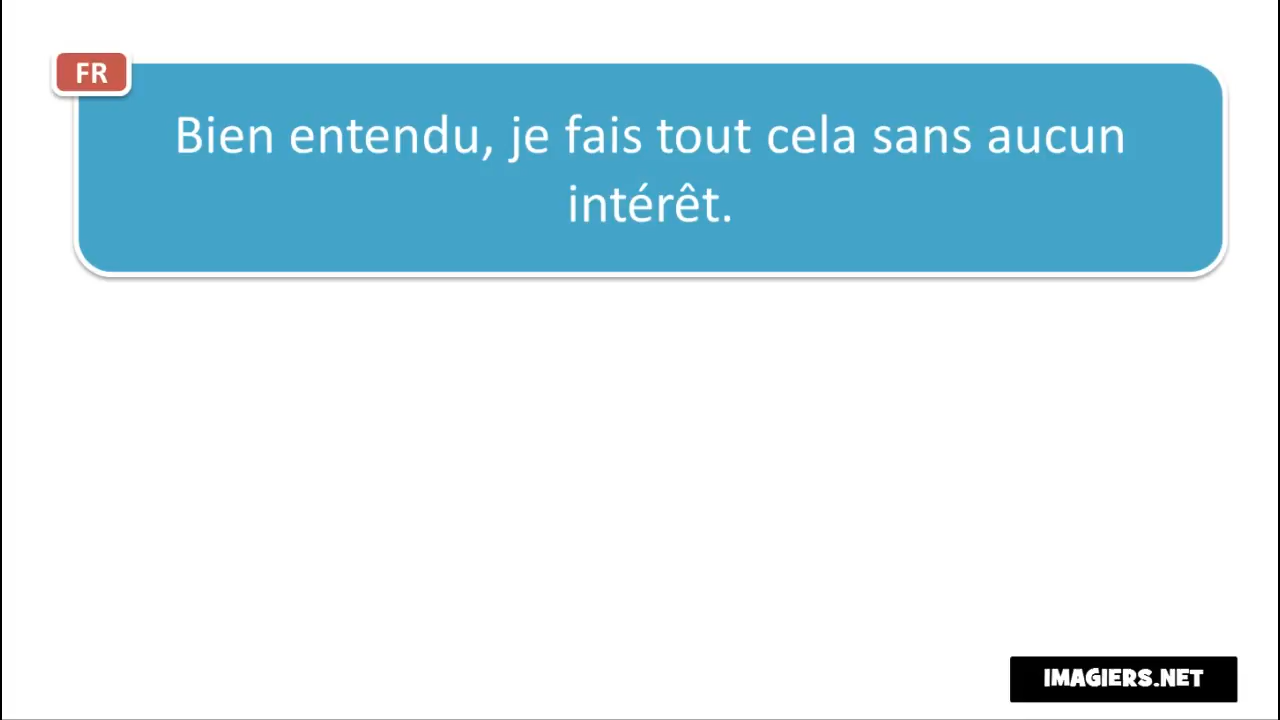 FR
Bien entendu, je fais tout cela sans aucun
intérêt.
IMAGIERS.NET